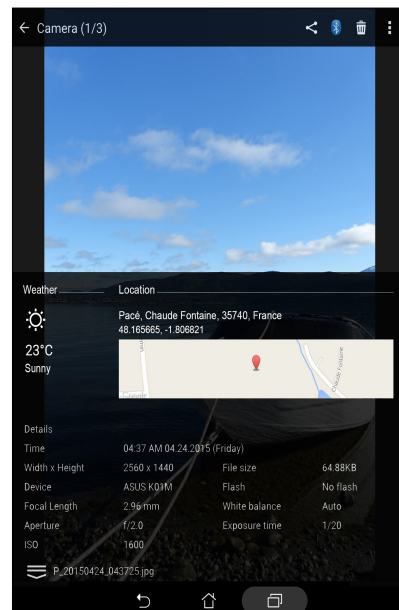 Camera (1/3)
Weather
Location
23°C
Sunny
Pacé, Chaude Fontaine, 35740, France
48.165665, -1.806821
Chaude Fontaine
Details
Time 04:37 AM 04.24.2015 (Friday)
Width x Height 2560 x 1440 File size 64.88KB
Device ASUS K01M Flash No flash
Focal Length 2.96 mm White balance Auto
Aperture f/2.0 Exposure time 1/20
ISO 1600
P_20150424_043725.jpg